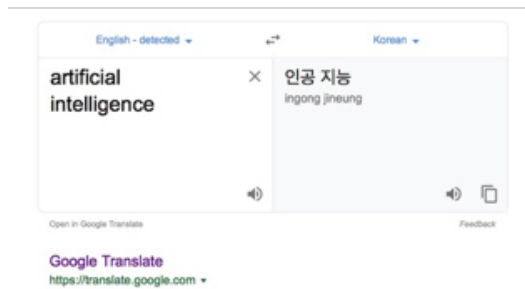 English - detected
Korean
artificial
intelligence
인공 지능
ingong jineung
Open in Google Translate
Feedback
Google Translate
https://translate.google.com